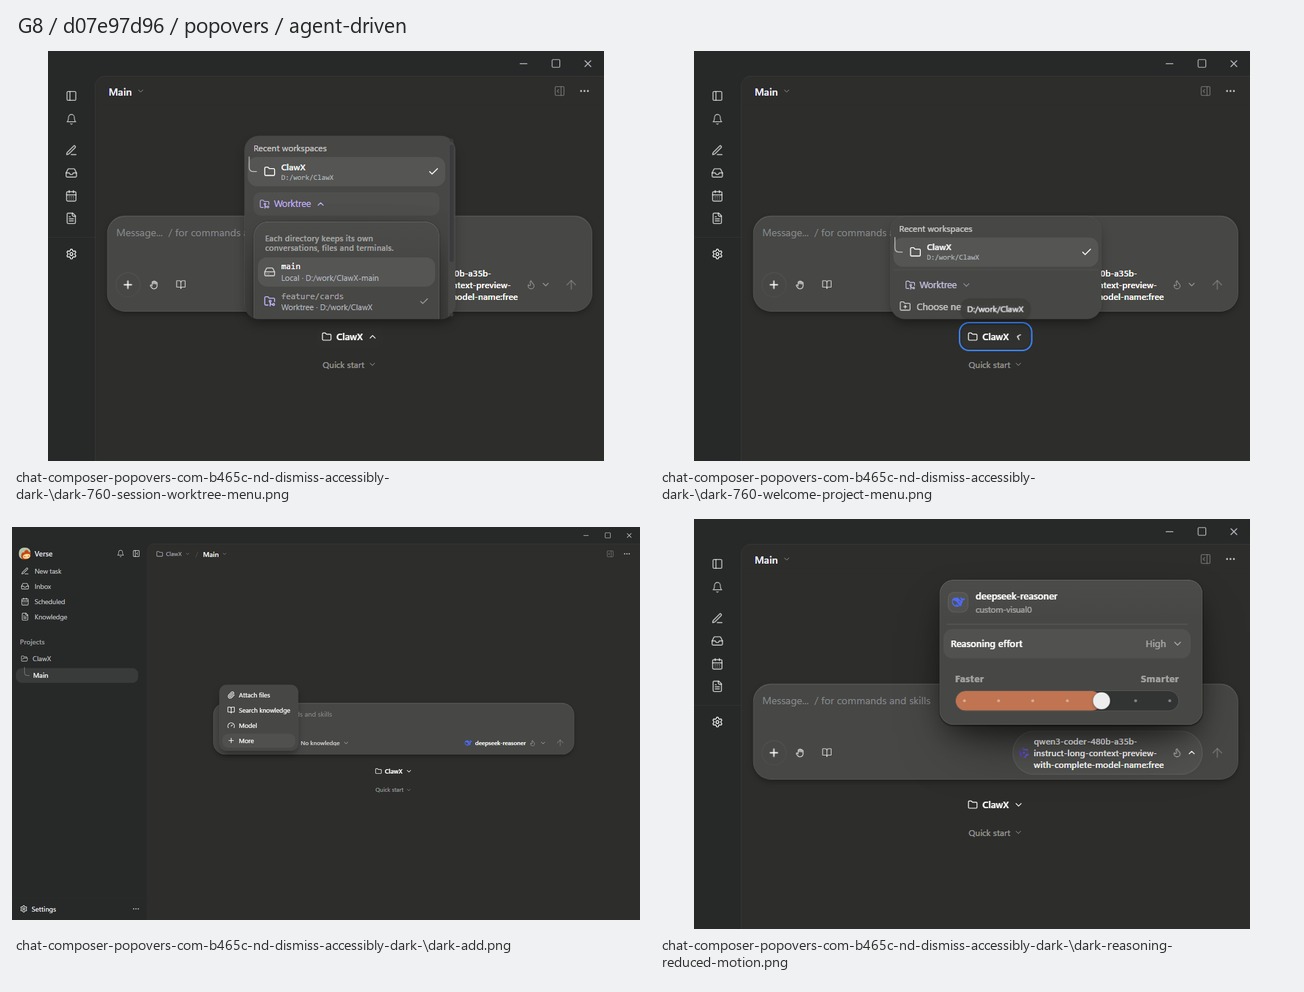 G8 / d07e97d96 / popovers / agent-driven
Main
Recent workspaces
ClawX
D:/work/ClawX
Worktree
Message... / for commands
Each directory keeps its own
conversations, files and terminals.
main
Local · D:/work/ClawX-main
feature/cards
Worktree · D:/work/ClawX
0b-a35b-
text-preview-
odel-name:free
ClawX
Quick start
chat-composer-popovers-com-b465c-nd-dismiss-accessibly-
dark-\dark-760-session-worktree-menu.png
Main
Message... / for commands
Recent workspaces
ClawX
D:/work/ClawX
Worktree
Choose ne
D:/work/ClawX
0b-a35b-
ntext-preview-
odel-name:free
ClawX
Quick start
chat-composer-popovers-com-b465c-nd-dismiss-accessibly-
dark-\dark-760-welcome-project-menu.png
Verse
New task
Inbox
Scheduled
Knowledge
Projects
ClawX
Main
ClawX / Main
Attach files
Search knowledge
Model
More
ds and skills
No knowledge
deepseek-reasoner
ClawX
Quick start
Settings
chat-composer-popovers-com-b465c-nd-dismiss-accessibly-dark-\dark-add.png
Main
deepseek-reasoner
custom-visual0
Reasoning effort High
Faster Smarter
Message... / for commands and skills
qwen3-coder-480b-a35b-
instruct-long-context-preview-
with-complete-model-name:free
ClawX
Quick start
chat-composer-popovers-com-b465c-nd-dismiss-accessibly-dark-\dark-reasoning-
reduced-motion.png